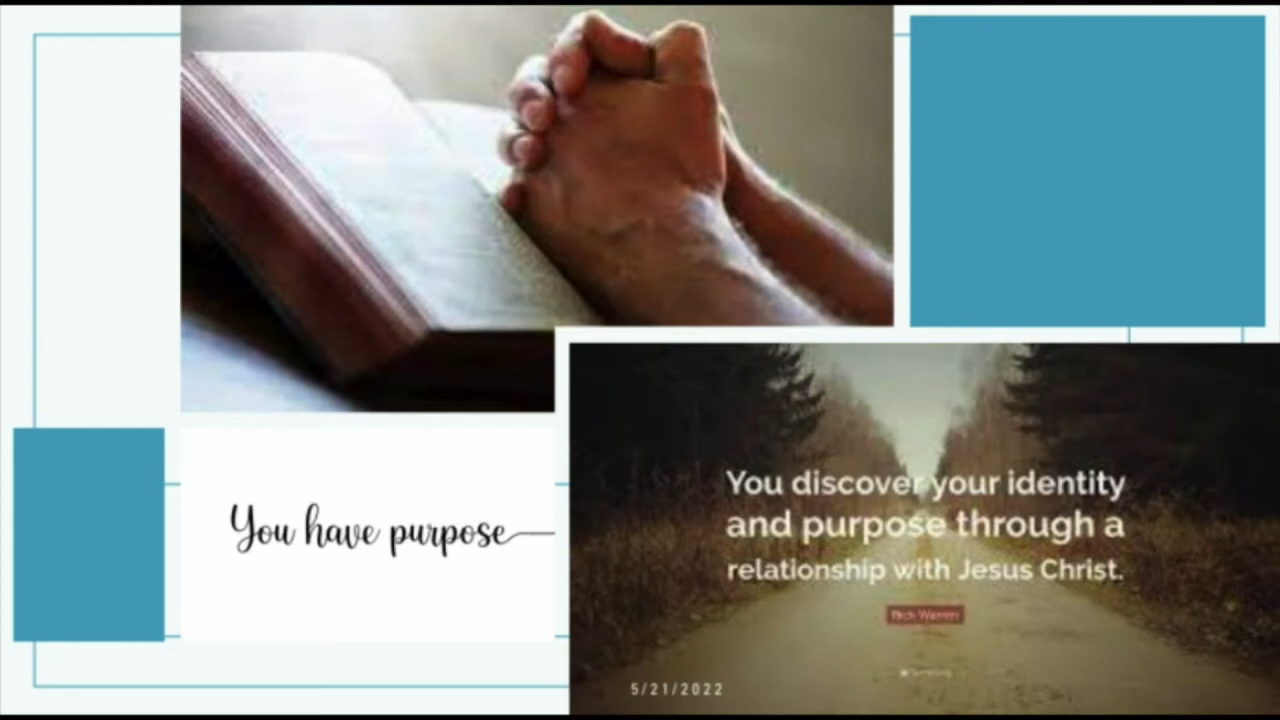 You have purpose
You discover your identity
and purpose through a
relationship with Jesus Christ.
Rick Warren
5/21/2022